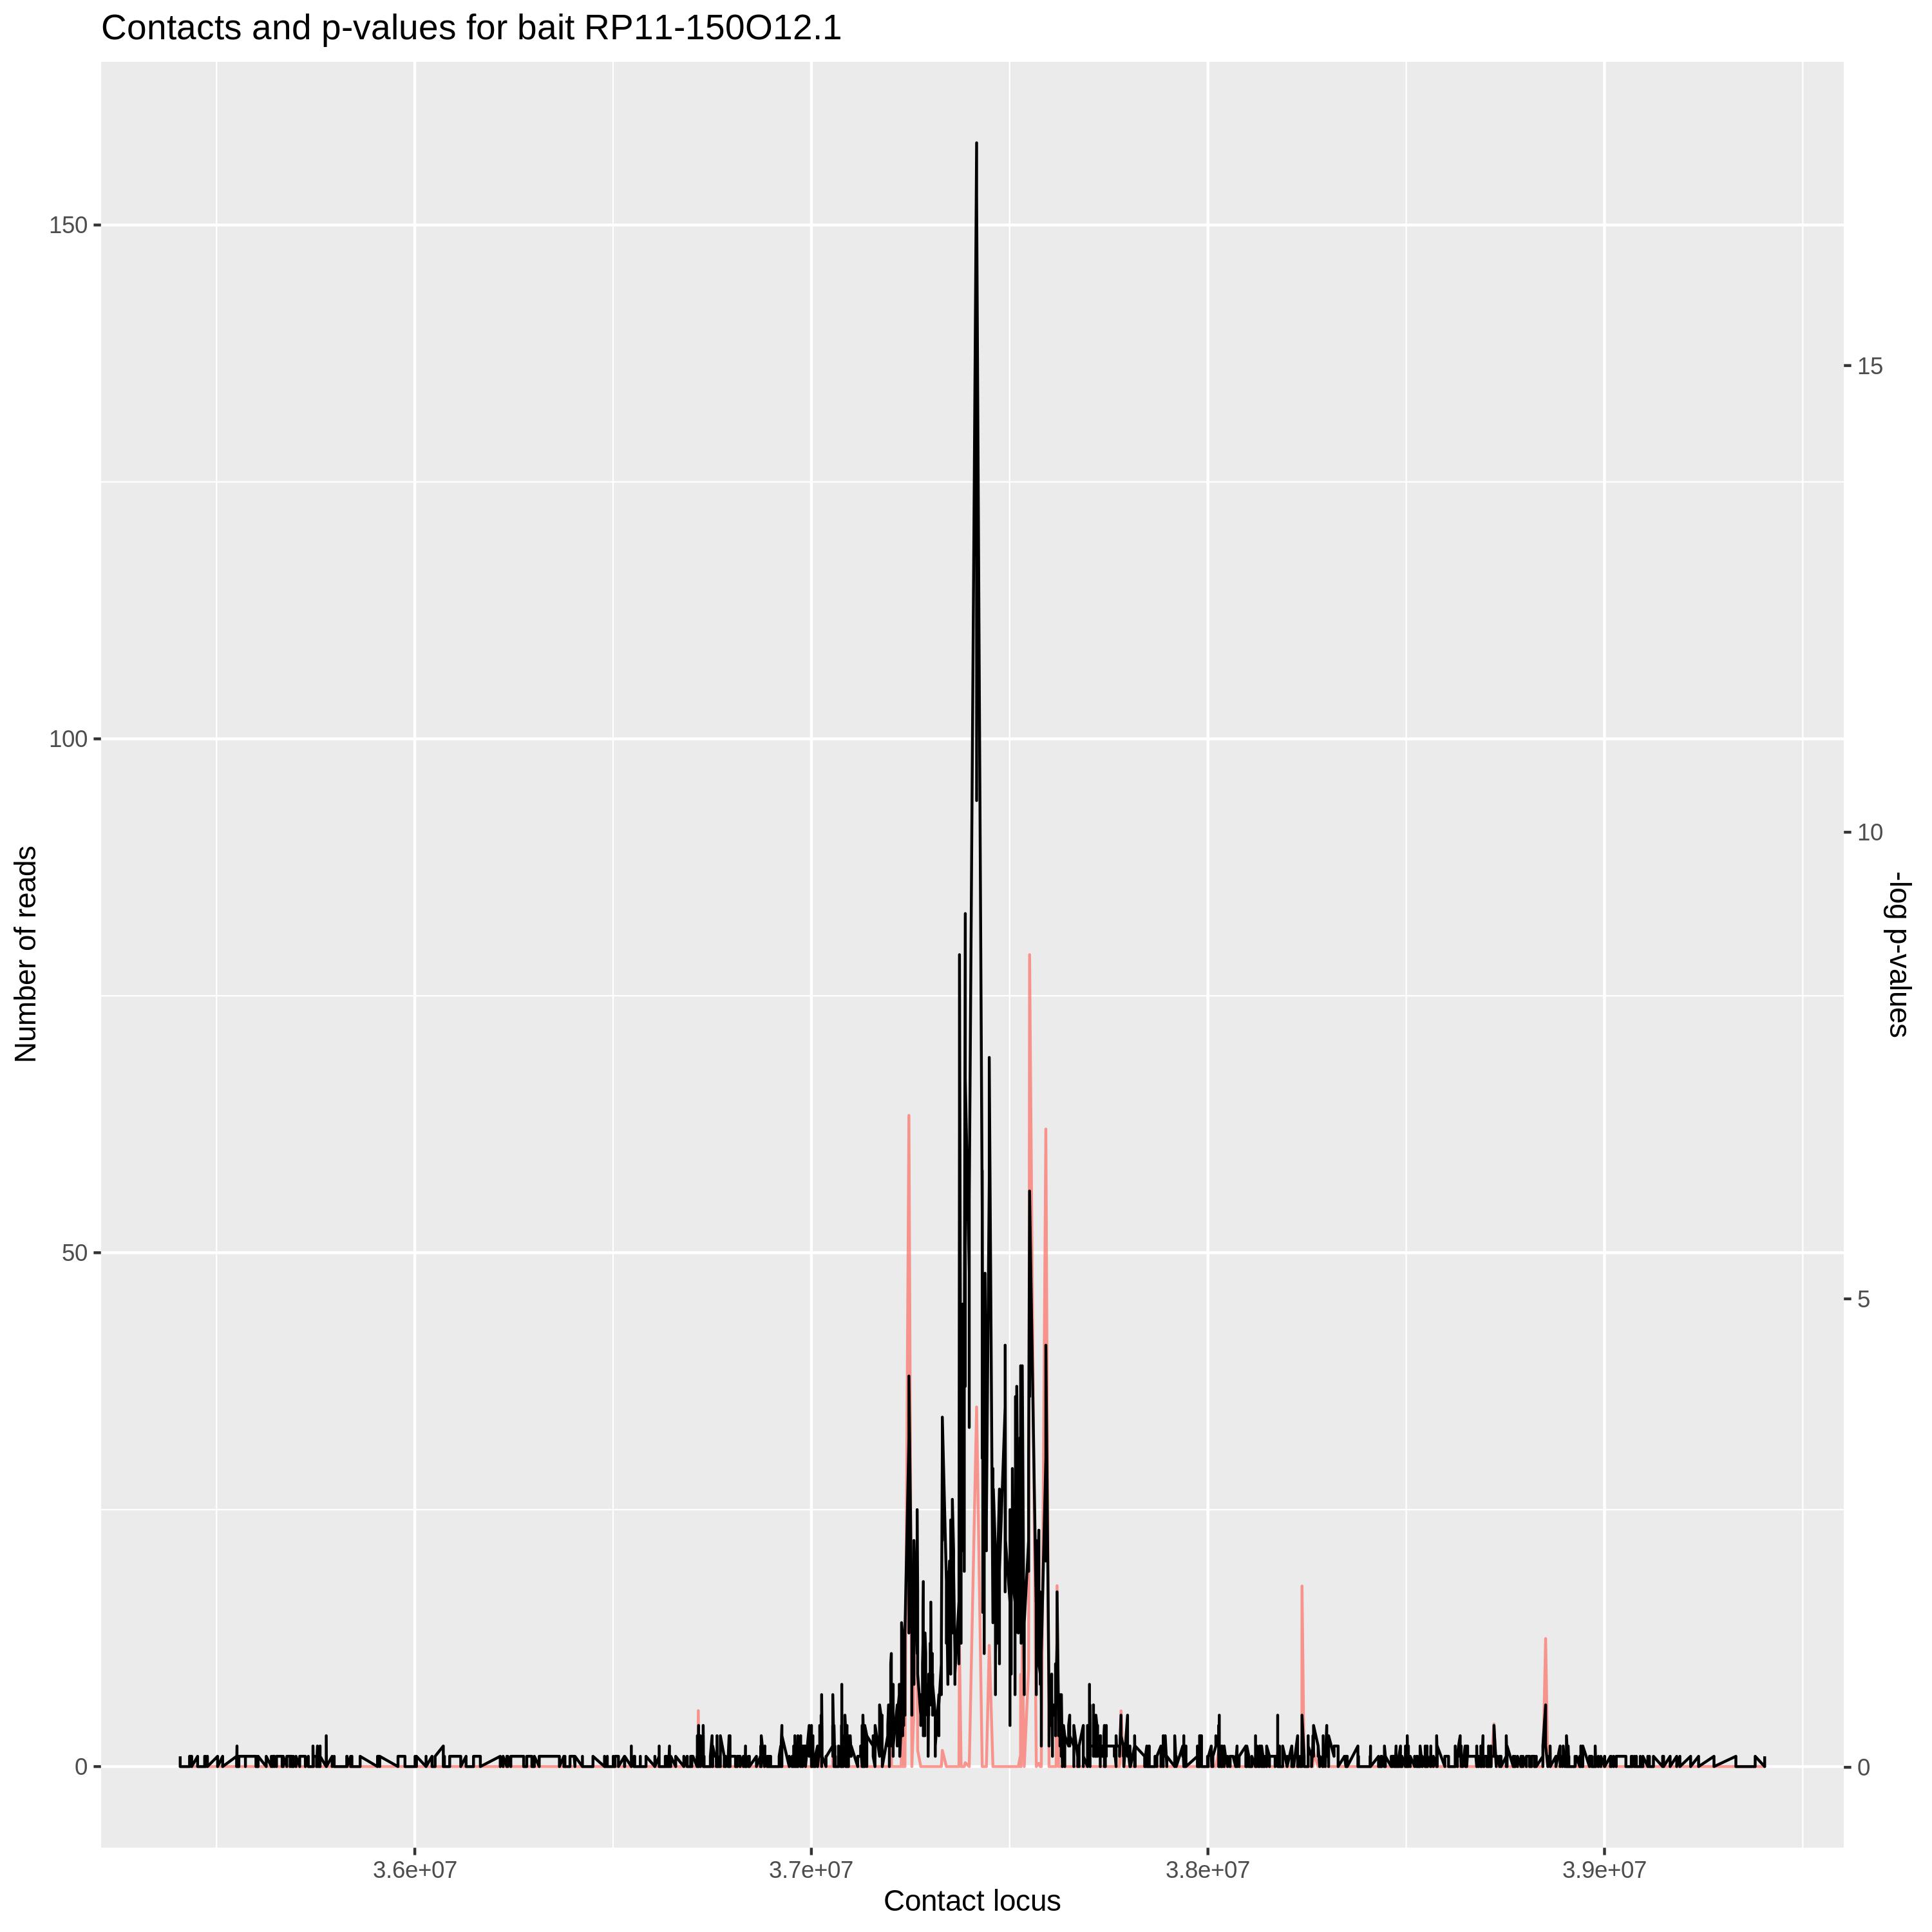 Contacts and p-values for bait RP11-150O12.1
150
100
50
0
Number of reads
15
10
5
0
-log p-values
3.6e+07
3.7e+07
3.8e+07
3.9e+07
Contact locus